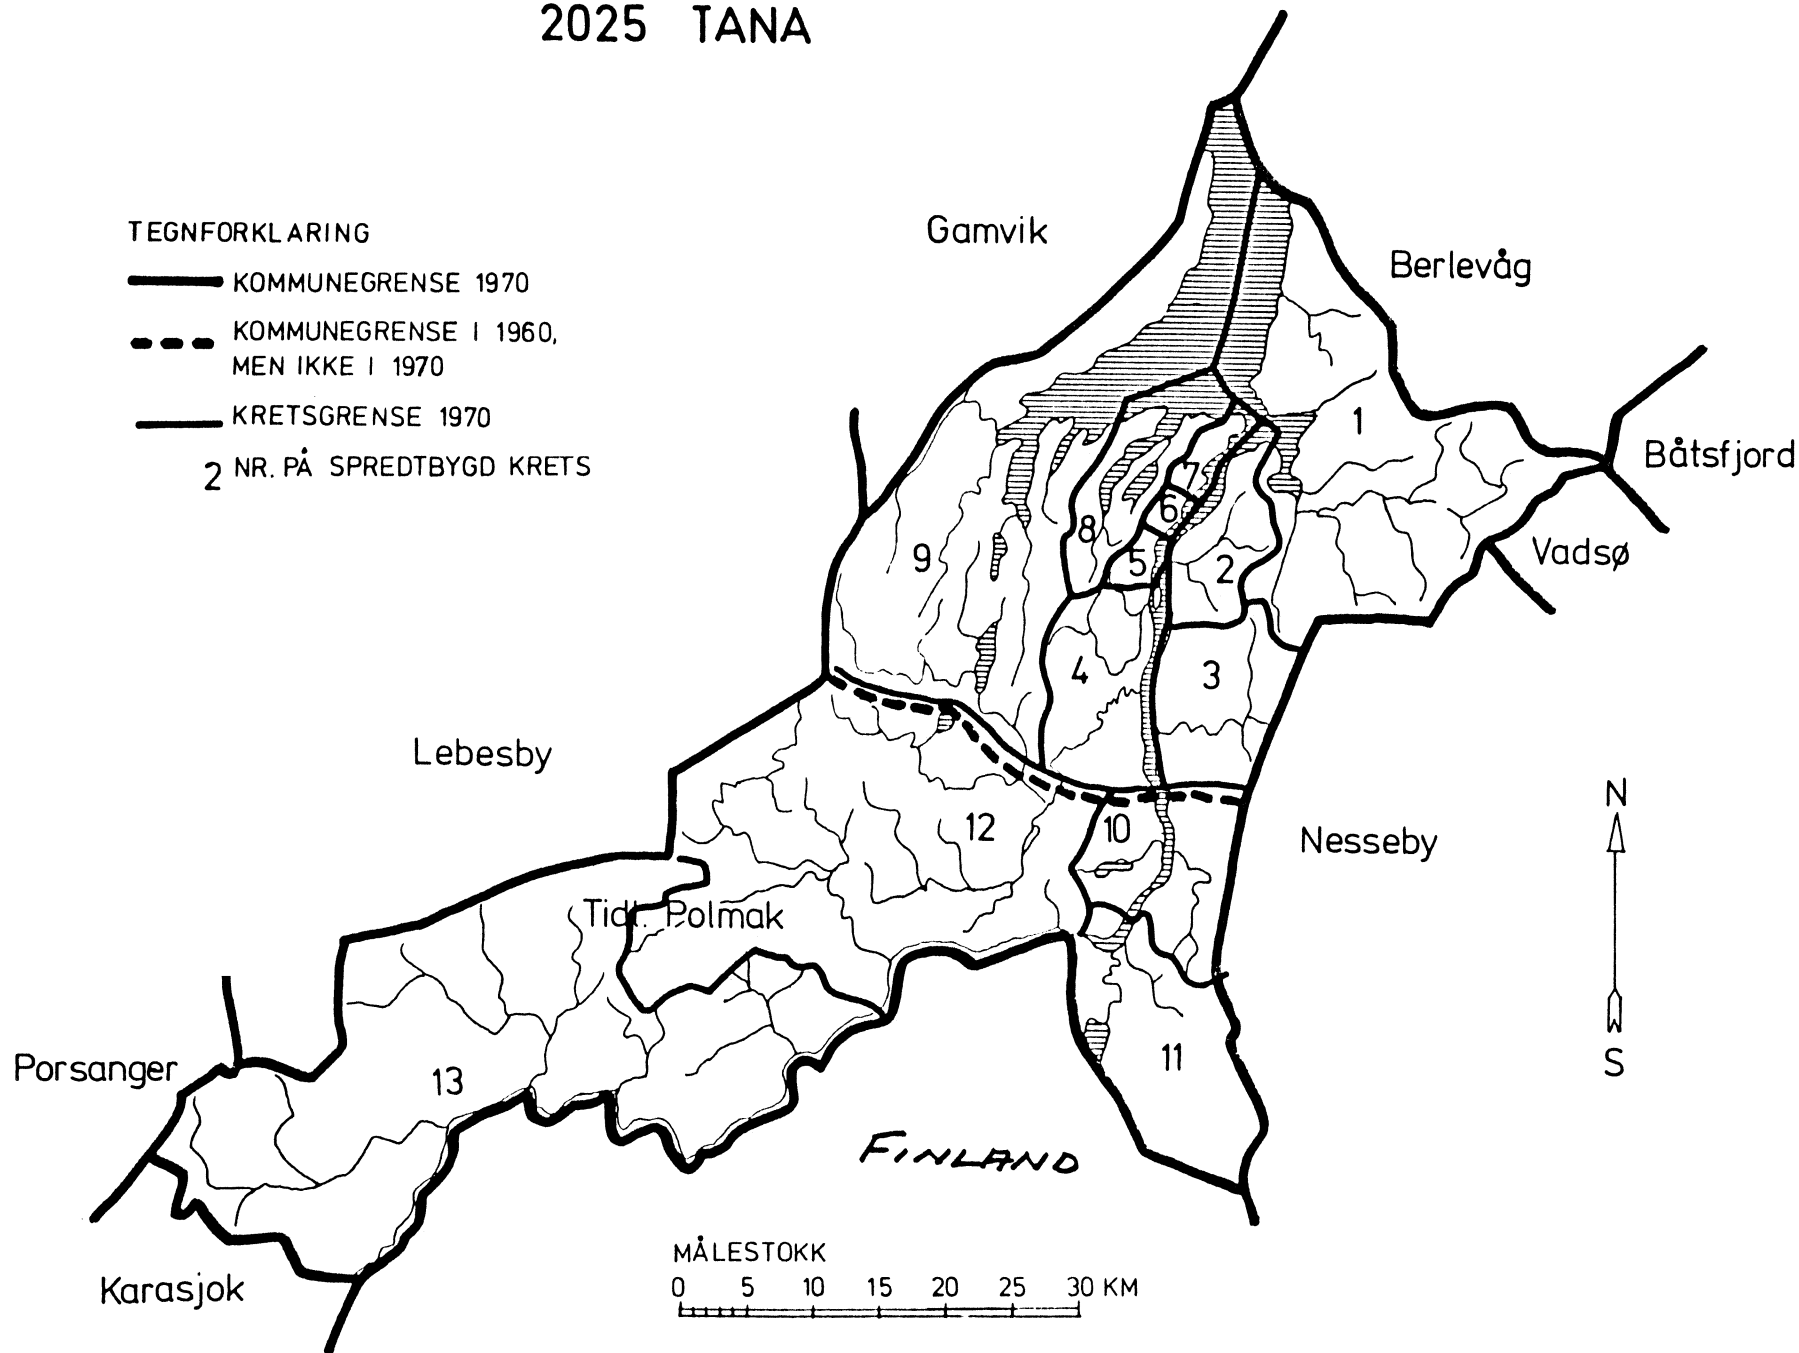 2025 TANA
TEGNFORKLARING
KOMMUNEGRENSE 1970
KOMMUNEGRENSE I 1960,
MEN IKKE I 1970
KRETSGRENSE 1970
2 NR. PÅ SPREDTBYGD KRETS
Gamvik
Berlevåg
1
Båtsfjord
7
6
8
9
5
2
Vadsø
4
3
Lebesby
N
12
10
Nesseby
Tidl. Polmak
11
S
Porsanger
13
FINLAND
Karasjok
MÅLESTOKK
0 5 10 15 20 25 30 KM